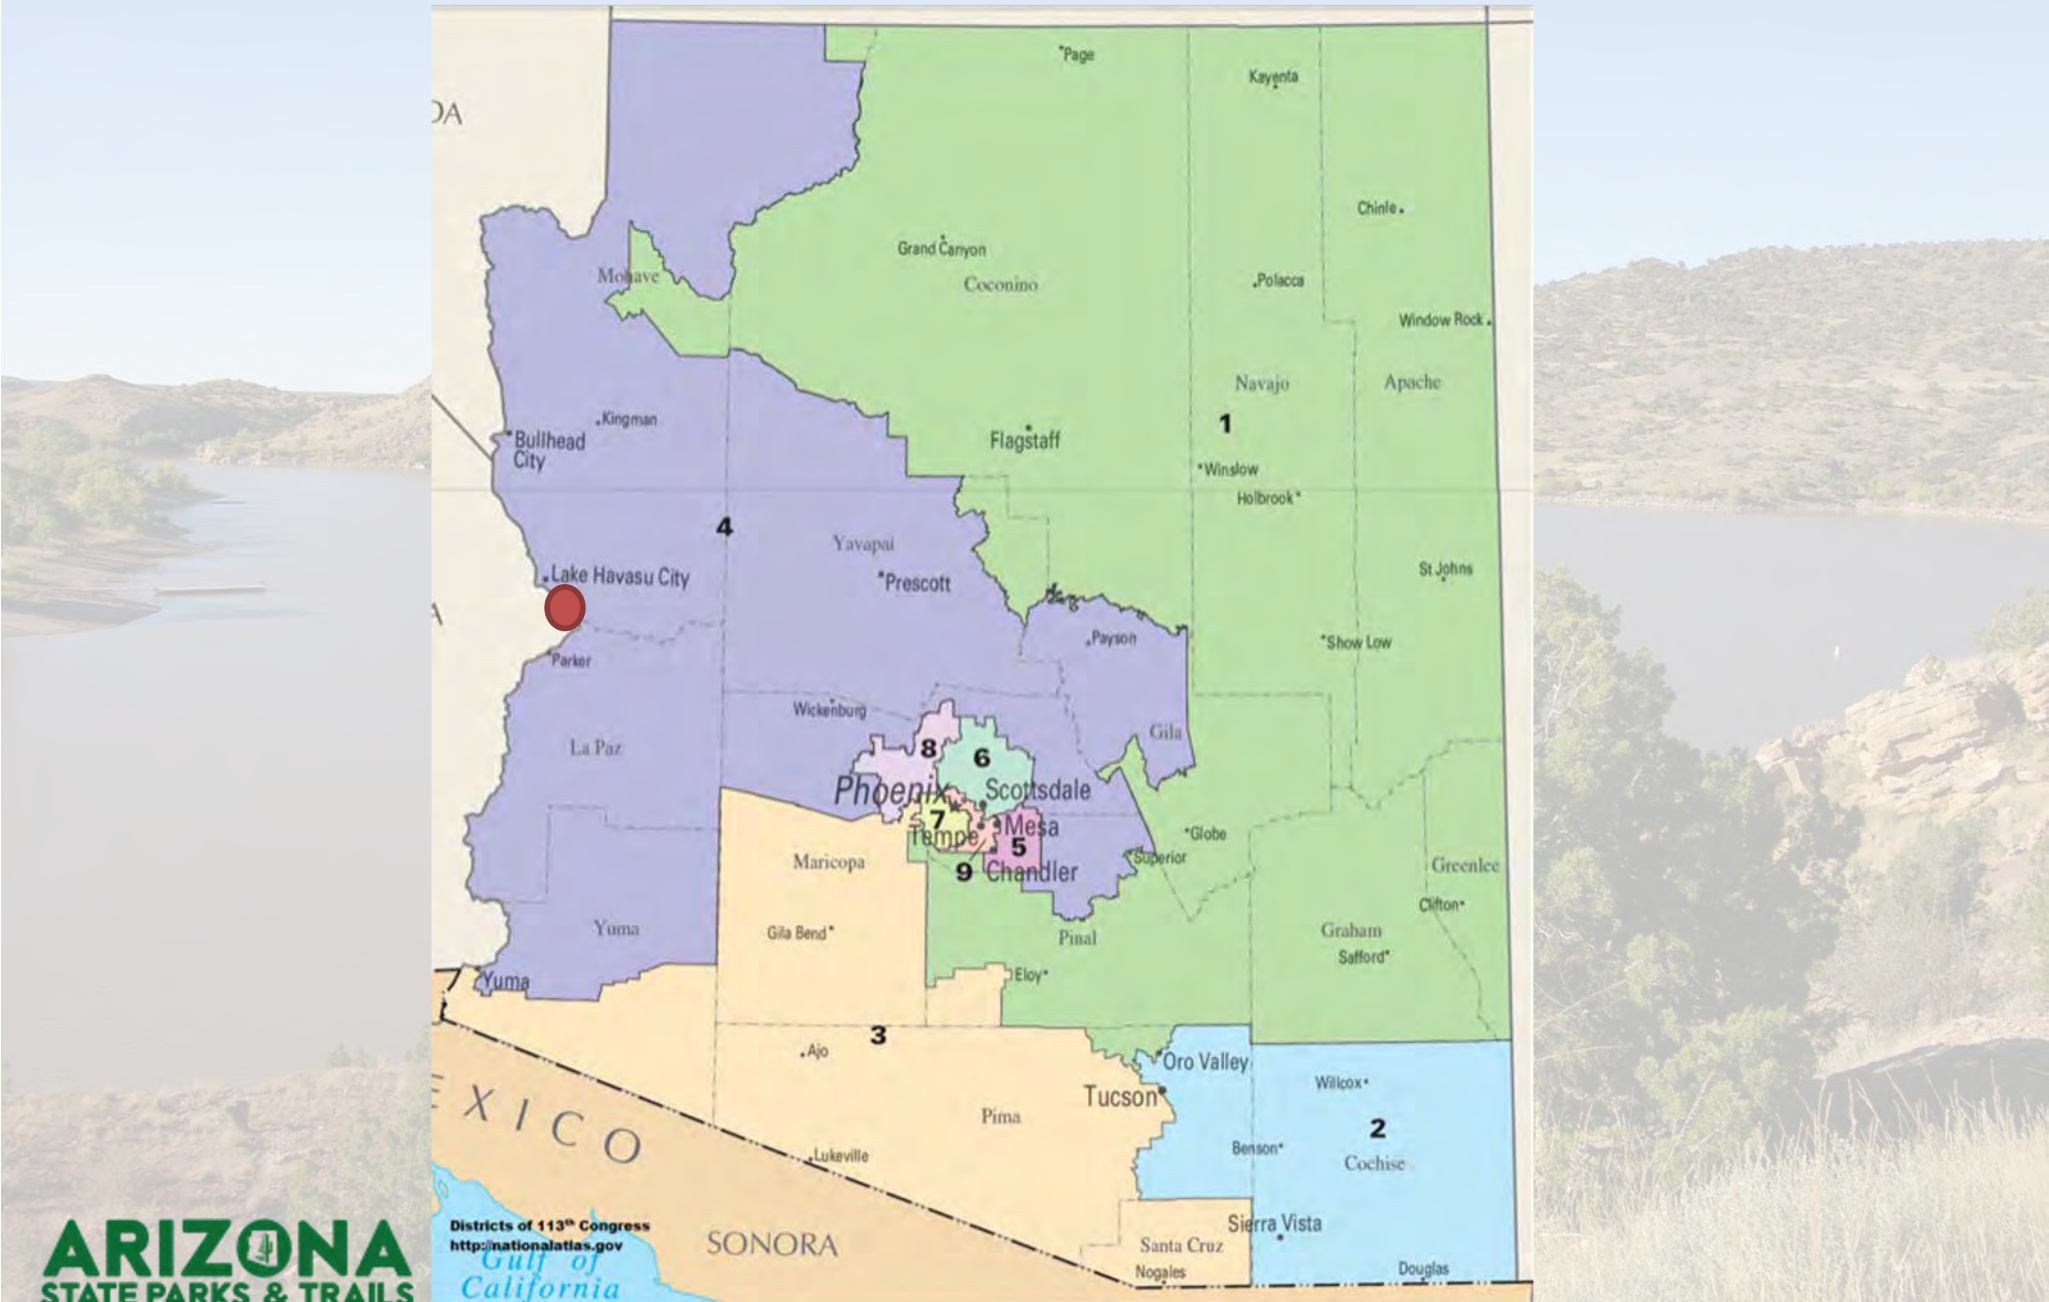 Page
Kayenta
DA
Chinle
Grand Canyon
Mohave
Coconino
Polacca
Window Rock
Navajo
Apache
Kingman
1
Flagstaff
Bullhead
City
Winslow
Holbrook
4
Yavapai
Lake Havasu City
Prescott
St Johns
A
Payson
Show Low
Parker
Wickenburg
Gila
La Paz
8
6
Phoenix
Scottsdale
7
Mesa
Tempe
Globe
5
Superior
Maricopa
9
Chandler
Greenlee
Clifton
Yuma
Gila Bend
Pinal
Graham
Safford
Eloy
Yuma
3
Ajo
Oro Valley
Willcox
Tucson
EXICO
Pima
2
Benson
Lukeville
Cochise
Districts of 113th Congress
http://nationalatlas.gov
Sierra Vista
SONORA
Santa Cruz
Gulf of
California
Nogales
Douglas
ARIZONA
STATE PARKS & TRAILS